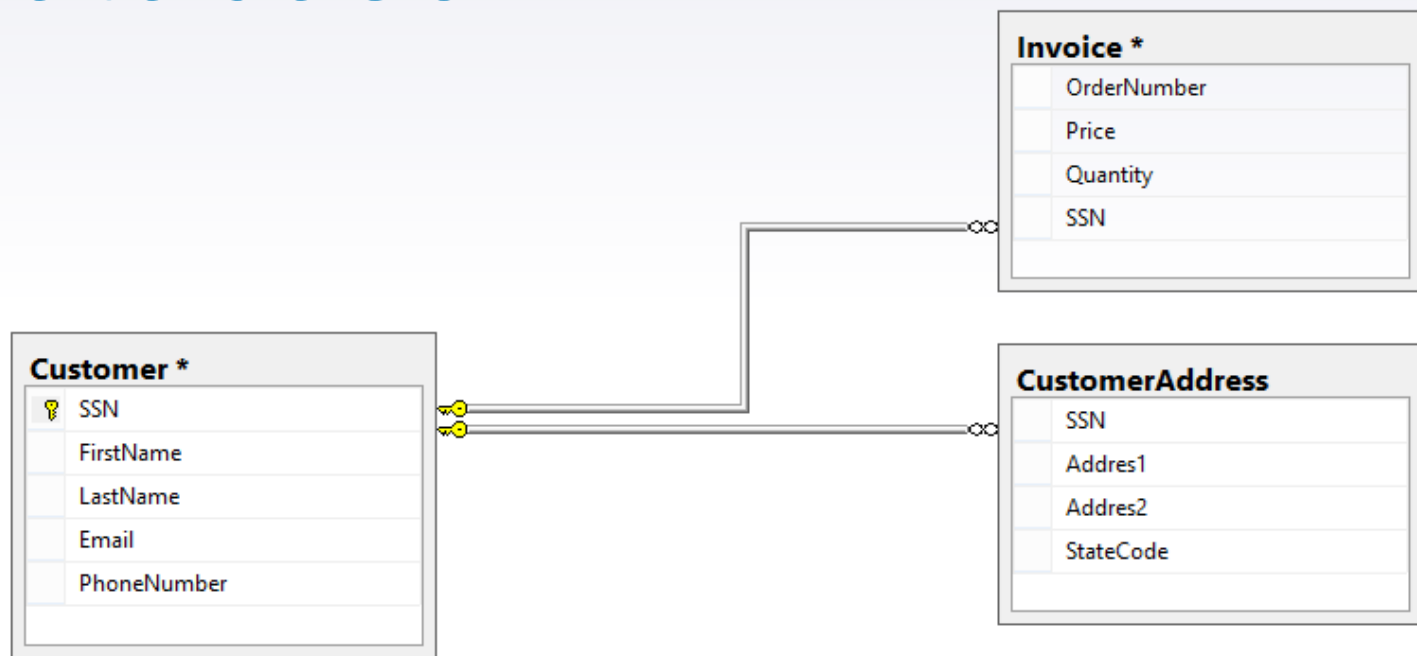 Invoice *
OrderNumber
Price
Quantity
SSN
Customer *
SSN
FirstName
LastName
Email
PhoneNumber
CustomerAddress
SSN
Addres1
Addres2
StateCode